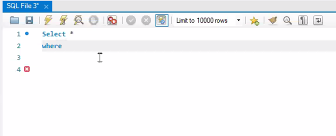 SQL File 3*
Limit to 10000 rows
1 Select *
2 where
3
4